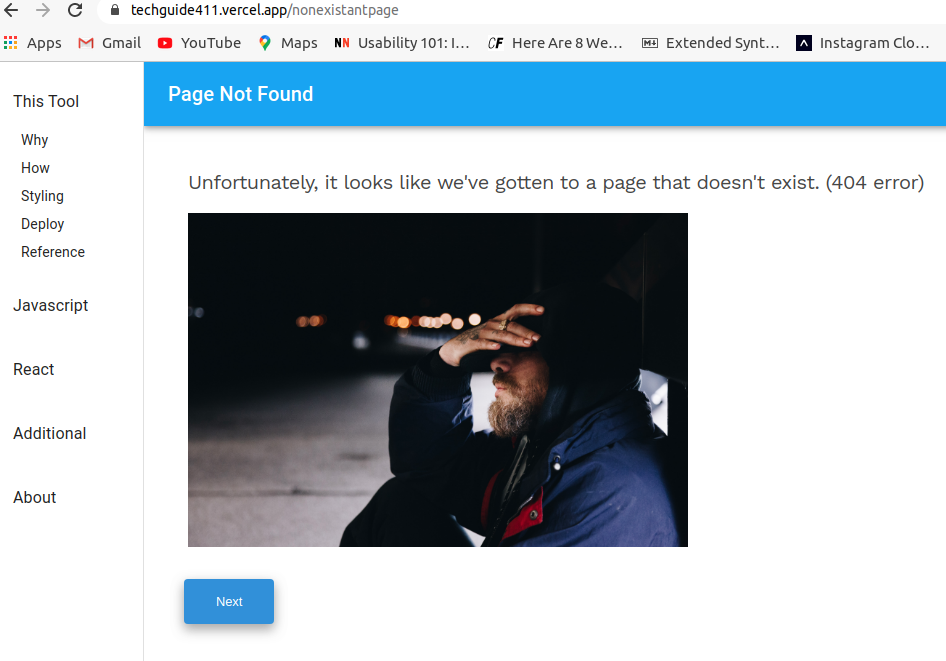 techguide411.vercel.app/nonexistantpage
Apps Gmail YouTube Maps NN Usability 101: I... CF Here Are 8 We... Extended Synt... Instagram Clo...
This Tool
Why
How
Styling
Deploy
Reference
Javascript
React
Additional
About
Page Not Found
Unfortunately, it looks like we've gotten to a page that doesn't exist. (404 error)
Next